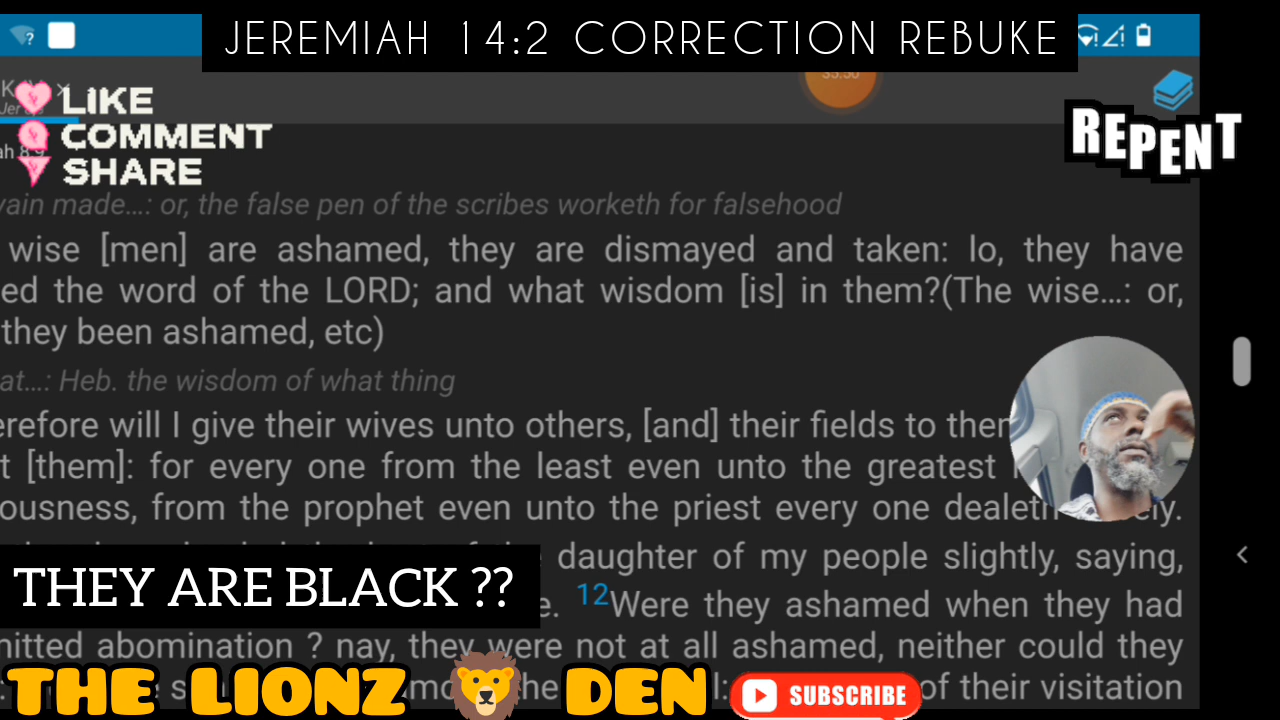 JEREMIAH 14:2 CORRECTION REBUKE
LIKE
COMMENT
SHARE
REPENT
vain made...: or, the false pen of the scribes worketh for falsehood
wise [men] are ashamed, they are dismayed and taken: lo, they have
ed the word of the LORD; and what wisdom [is] in them?(The wise...: or,
they been ashamed, etc)
at...: Heb. the wisdom of what thing
erefore will I give their wives unto others, [and] their fields to
t [them]: for every one from the least even unto the greatest
ousness, from the prophet even unto the priest every one dealeth
daughter of my people slightly, saying,
THEY ARE BLACK ??
12Were they ashamed when they had
mitted abomination ? nay, they were not at all ashamed, neither could they
of their visitation
THE LIONZ DEN
SUBSCRIBE